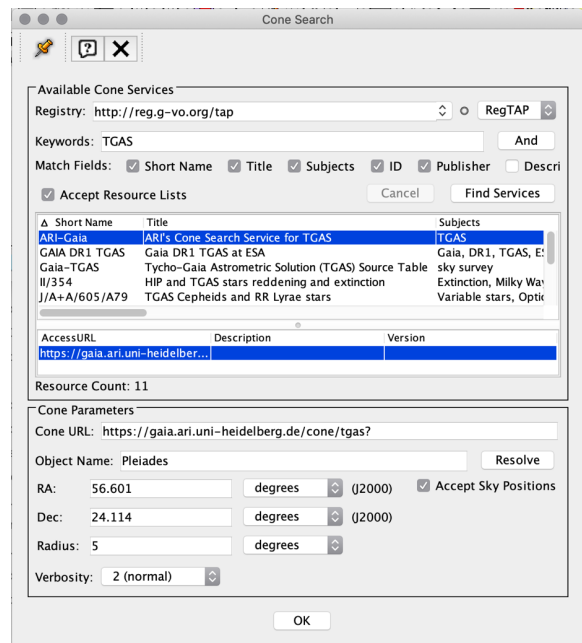 Cone Search
Available Cone Services
Registry: http://reg.g-vo.org/tap RegTAP
Keywords: TGAS And
Match Fields: Short Name Title Subjects ID Publisher Descri
Accept Resource Lists Cancel Find Services
Short Name Title Subjects
ARI-Gaia ARI's Cone Search Service for TGAS TGAS
GAIA DR1 TGAS Gaia DR1 TGAS at ESA Gaia, DR1, TGAS, E
Gaia-TGAS Tycho-Gaia Astrometric Solution (TGAS) Source Table sky survey
II/354 HIP and TGAS stars reddening and extinction Extinction, Milky Way
J/A+A/605/A79 TGAS Cepheids and RR Lyrae stars Variable stars, Optic
AccessURL Description Version
https://gaia.ari.uni-heidelber...
Resource Count: 11
Cone Parameters
Cone URL: https://gaia.ari.uni-heidelberg.de/cone/tgas?
Object Name: Pleiades Resolve
RA: 56.601 degrees (J2000) Accept Sky Positions
Dec: 24.114 degrees (J2000)
Radius: 5 degrees
Verbosity: 2 (normal)
OK